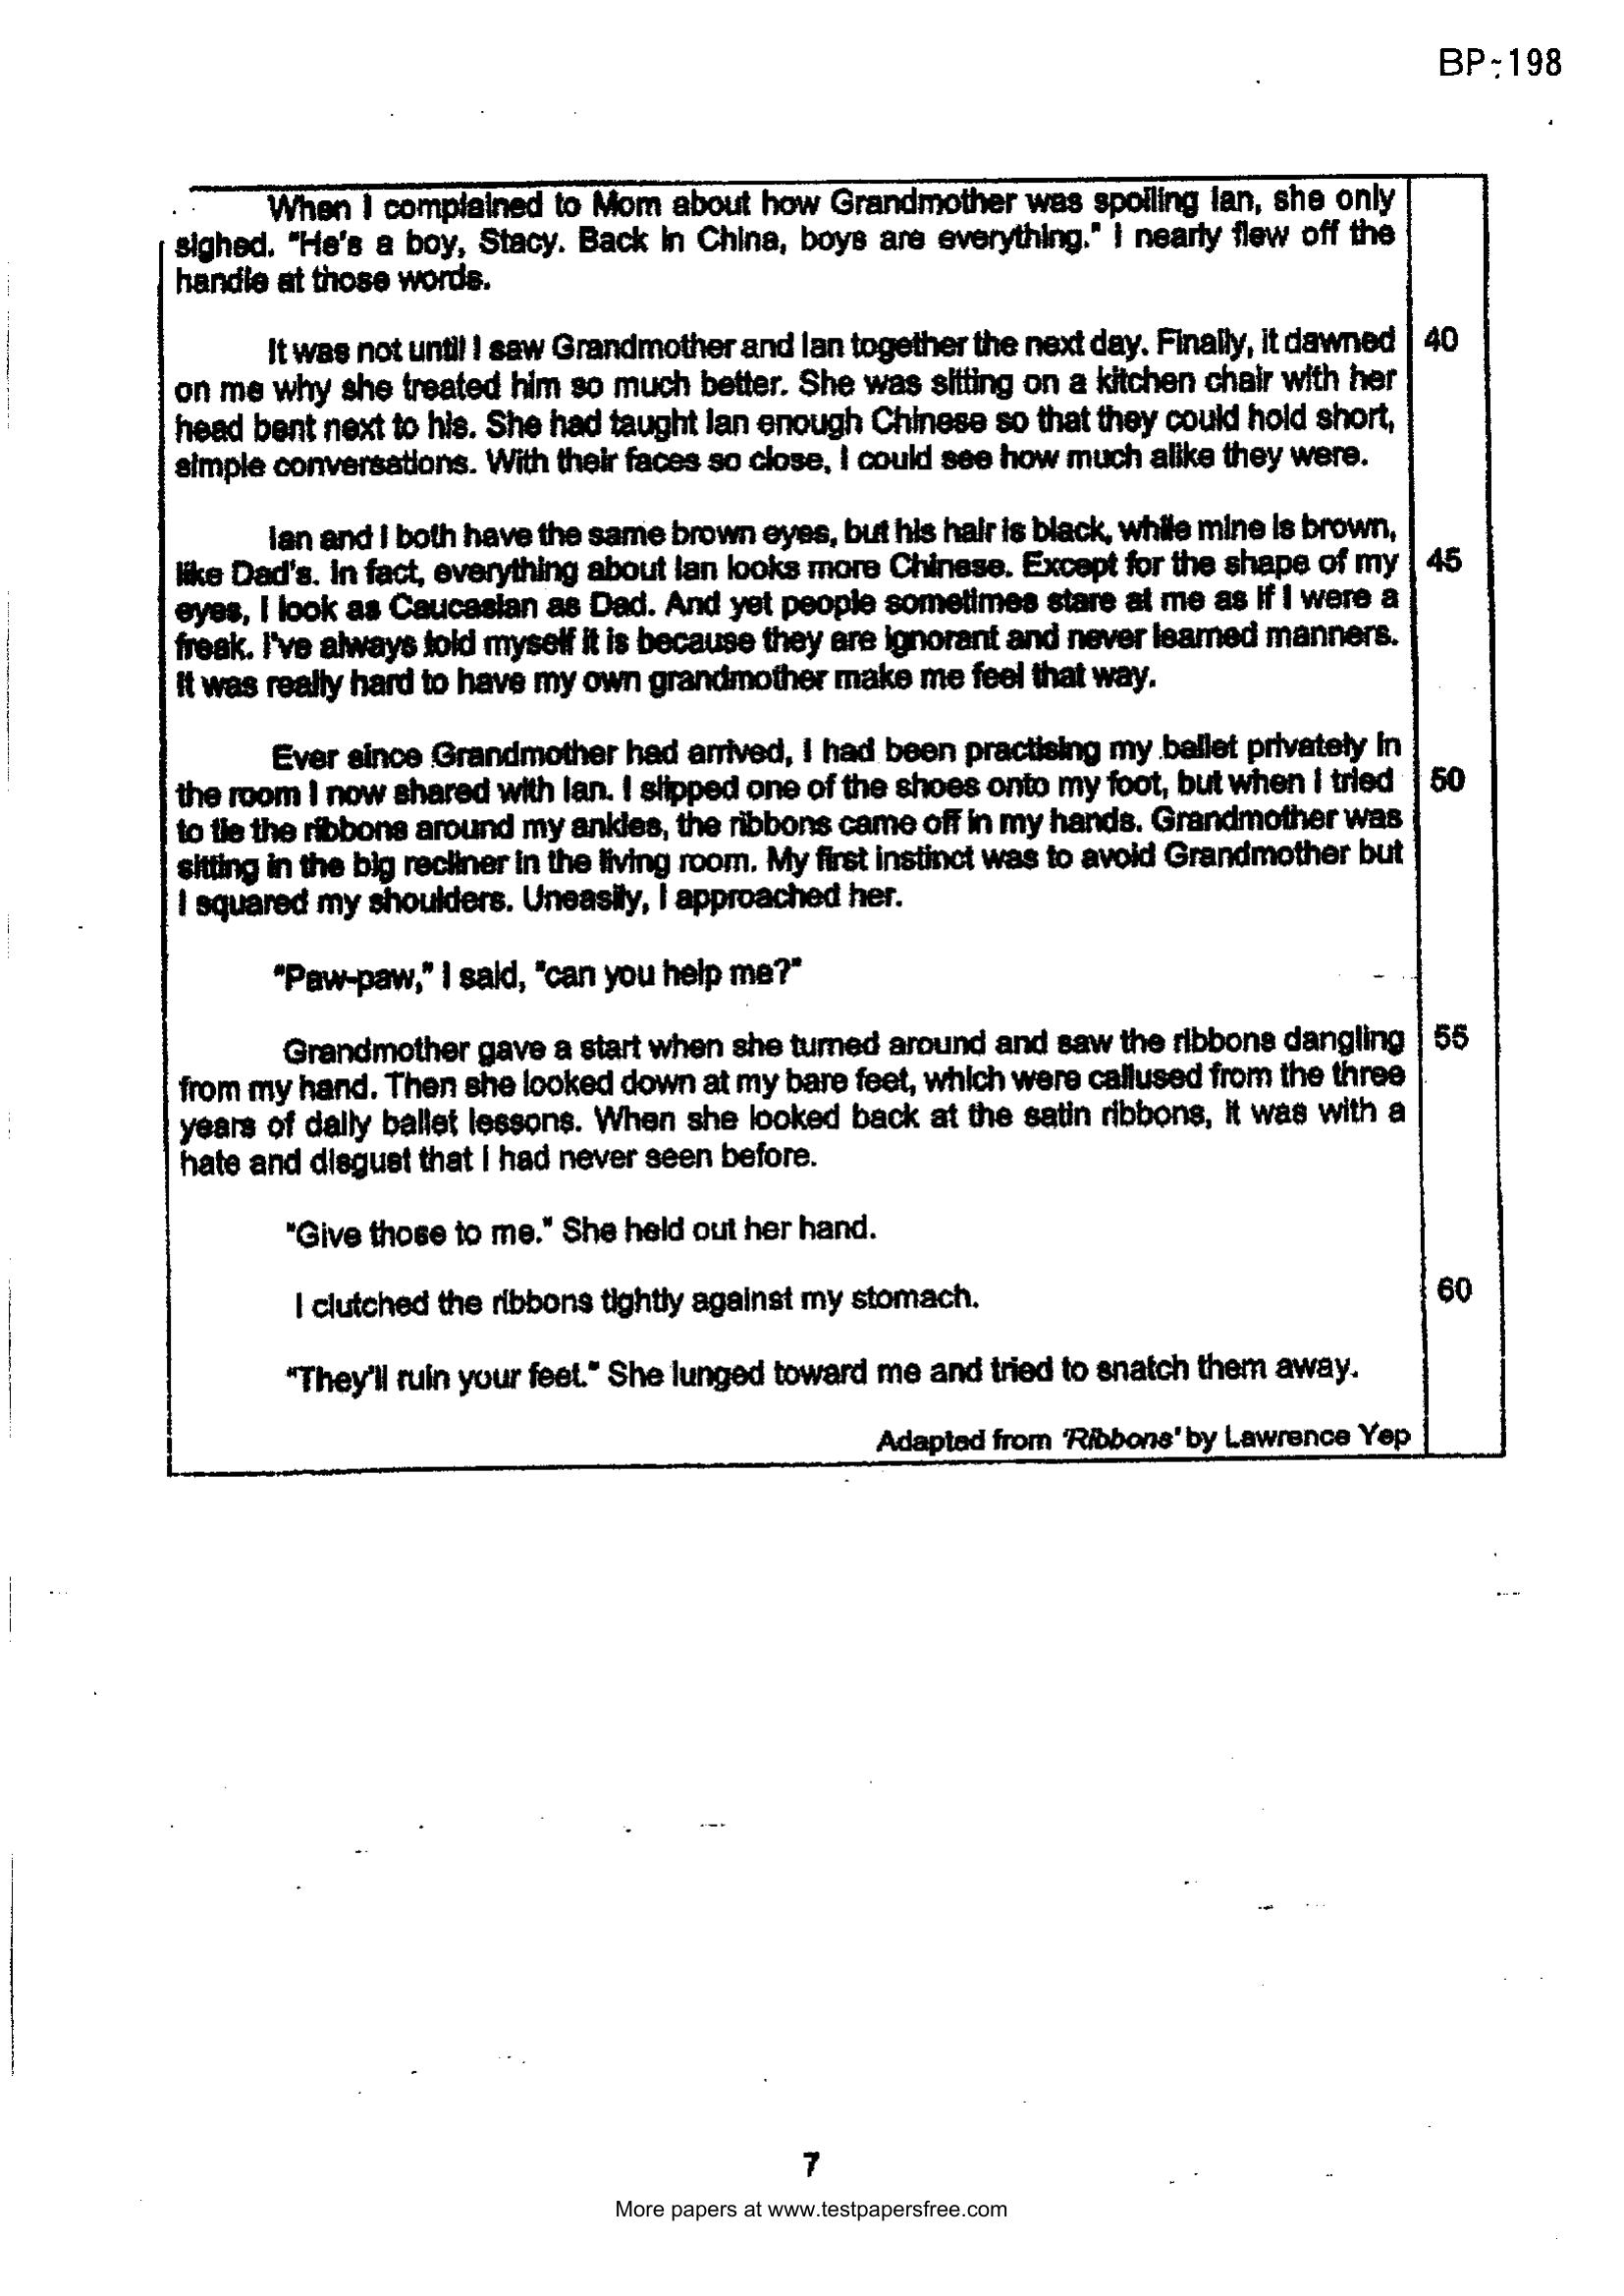 BP-198
When I complained to Mom about how Grandmother was spoiling Ian, she only
sighed. "He's a boy, Stacy. Back in China, boys are everything." I nearly flew off the
handle at those words.
It was not until I saw Grandmother and Ian together the next day. Finally, it dawned 40
on me why she treated him so much better. She was sitting on a kitchen chair with her
head bent next to his. She had taught Ian enough Chinese so that they could hold short,
simple conversations. With their faces so close, I could see how much alike they were.
Ian and I both have the same brown eyes, but his hair is black, while mine is brown,
like Dad's. In fact, everything about Ian looks more Chinese. Except for the shape of my 45
eyes, I look as Caucasian as Dad. And yet people sometimes stare at me as if I were a
freak. I've always told myself it is because they are ignorant and never learned manners.
It was really hard to have my own grandmother make me feel that way.
Ever since Grandmother had arrived, I had been practising my ballet privately in
the room I now shared with Ian. I slipped one of the shoes onto my foot, but when I tried 50
to tie the ribbons around my ankles, the ribbons came off in my hands. Grandmother was
sitting in the big recliner in the living room. My first instinct was to avoid Grandmother but
I squared my shoulders. Uneasily, I approached her.
"Paw-paw," I said, "can you help me?"
Grandmother gave a start when she turned around and saw the ribbons dangling 55
from my hand. Then she looked down at my bare feet, which were callused from the three
years of daily ballet lessons. When she looked back at the satin ribbons, it was with a
hate and disgust that I had never seen before.
"Give those to me." She held out her hand.
I clutched the ribbons tightly against my stomach. 60
"They'll ruin your feet." She lunged toward me and tried to snatch them away.
Adapted from 'Ribbons' by Lawrence Yep
7
More papers at www.testpapersfree.com